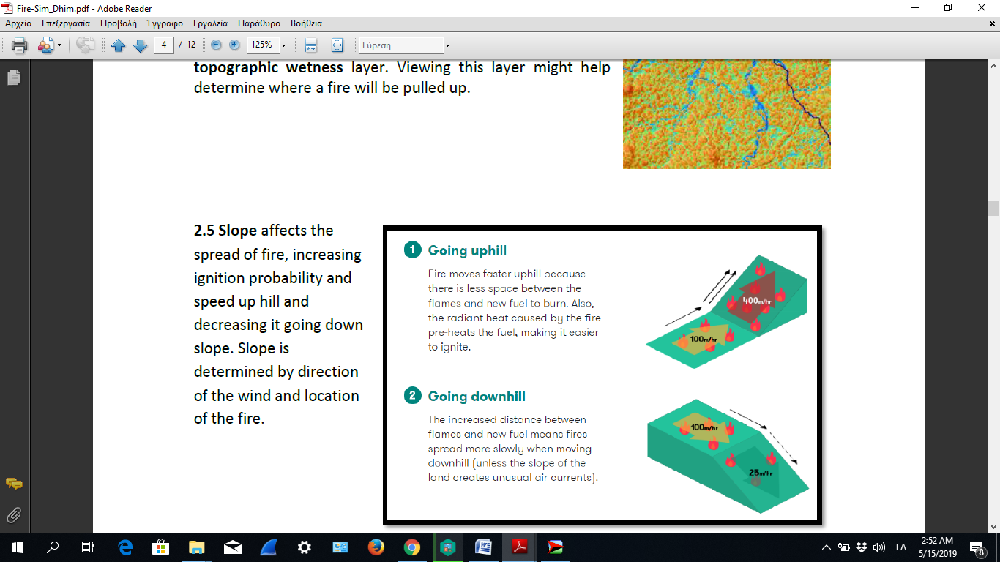 Fire-Sim_Dhim.pdf - Adobe Reader
Αρχείο Επεξεργασία Προβολή Έγγραφο Εργαλεία Παράθυρο Βοήθεια
4 / 12 125% Εύρεση
topographic wetness layer. Viewing this layer might help
determine where a fire will be pulled up.
2.5 Slope affects the
spread of fire, increasing
ignition probability and
speed up hill and
decreasing it going down
slope. Slope is
determined by direction
of the wind and location
of the fire.
1 Going uphill
Fire moves faster uphill because
there is less space between the
flames and new fuel to burn. Also,
the radiant heat caused by the fire
pre-heats the fuel, making it easier
to ignite.
400m/hr
100m/hr
2 Going downhill
The increased distance between
flames and new fuel means fires
spread more slowly when moving
downhill (unless the slope of the
land creates unusual air currents).
100m/hr
25m/hr
ΕΛ
2:52 AM
5/15/2019
8